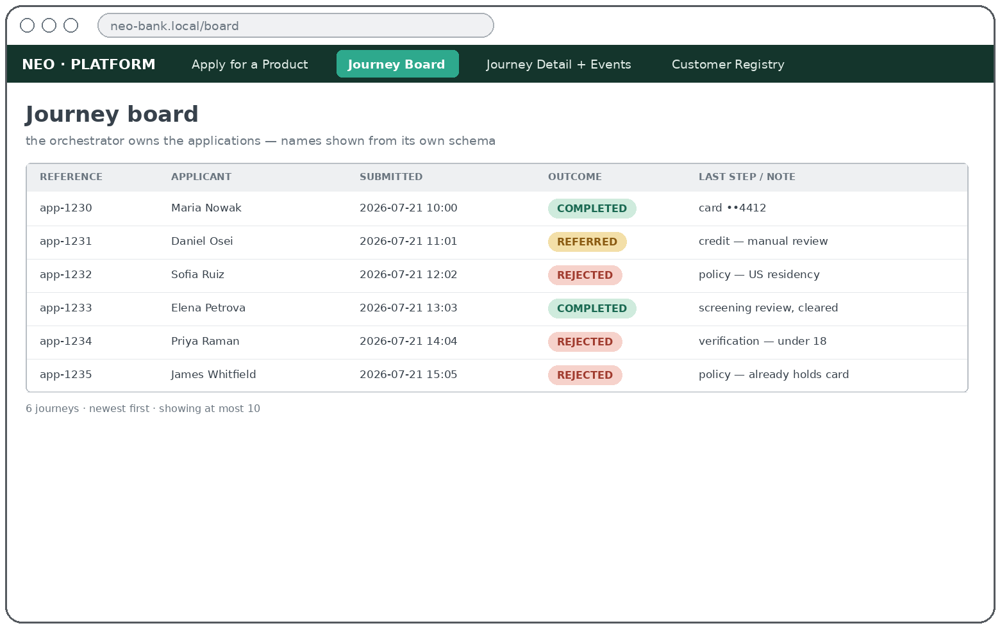 neo-bank.local/board
NEO · PLATFORM Apply for a Product Journey Board Journey Detail + Events Customer Registry
Journey board
the orchestrator owns the applications — names shown from its own schema
REFERENCE APPLICANT SUBMITTED OUTCOME LAST STEP / NOTE
app-1230 Maria Nowak 2026-07-21 10:00 COMPLETED card ••4412
app-1231 Daniel Osei 2026-07-21 11:01 REFERRED credit — manual review
app-1232 Sofia Ruiz 2026-07-21 12:02 REJECTED policy — US residency
app-1233 Elena Petrova 2026-07-21 13:03 COMPLETED screening review, cleared
app-1234 Priya Raman 2026-07-21 14:04 REJECTED verification — under 18
app-1235 James Whitfield 2026-07-21 15:05 REJECTED policy — already holds card
6 journeys · newest first · showing at most 10